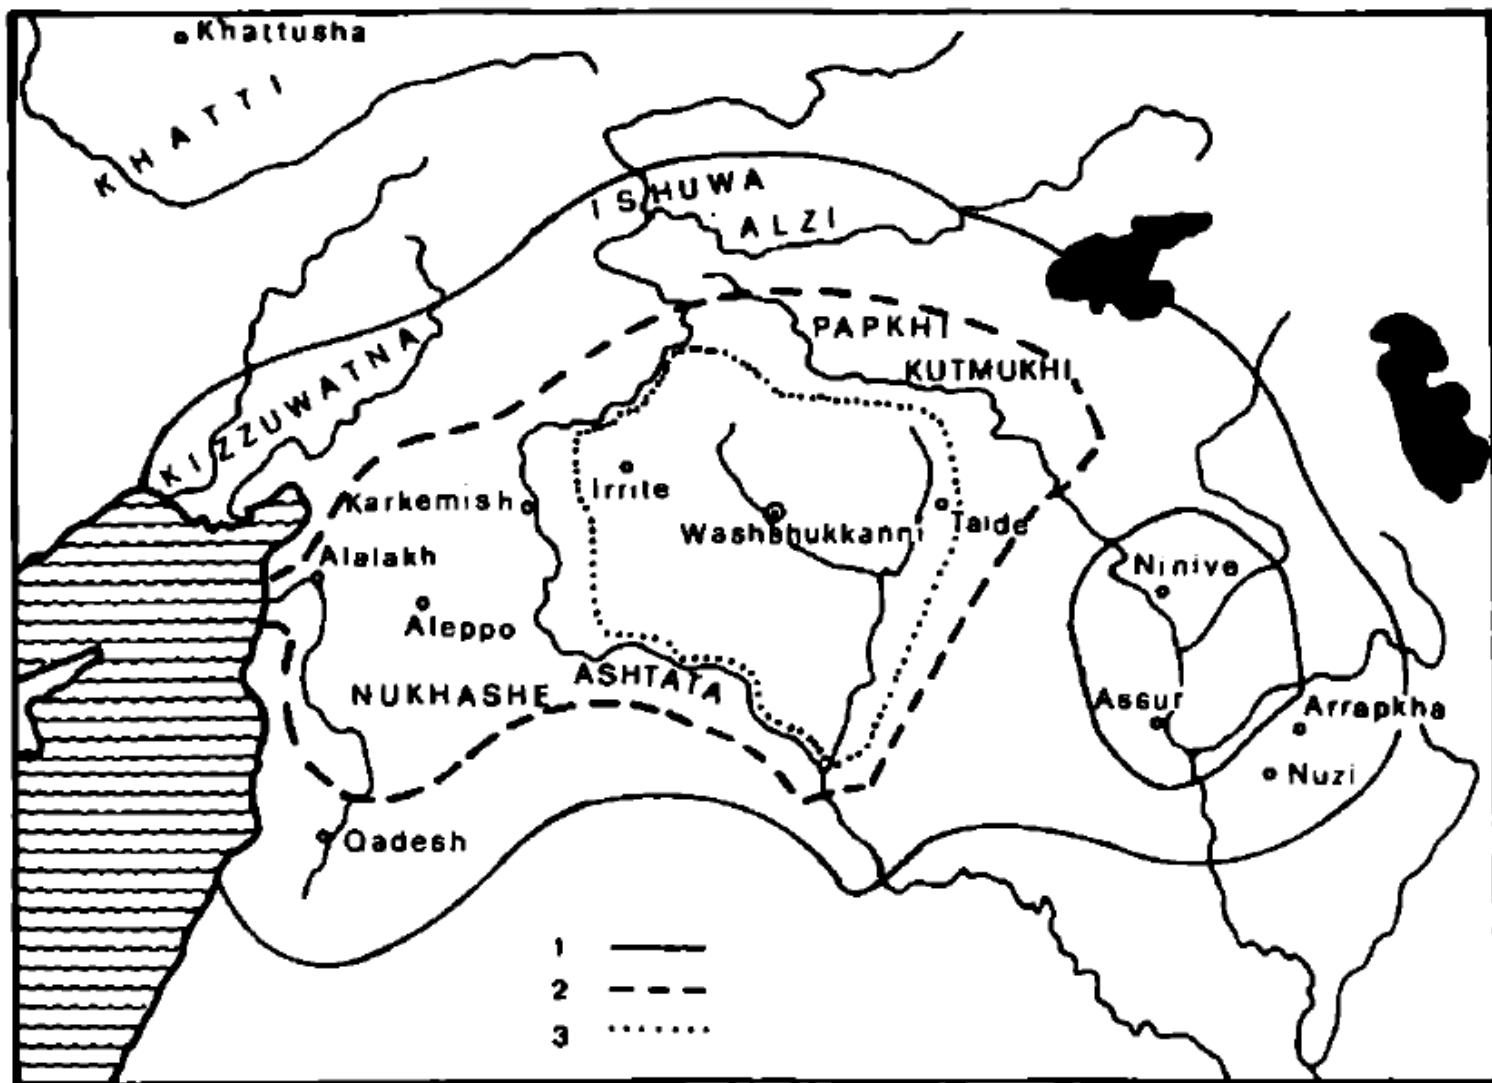 Khattusha
KHATTI
ISHUWA
ALZI
PAPKHI
KUTMUKHI
KIZZUWATNA
Karkemish
Irrite
Washshukkanni
Taide
Alalakh
Ninive
Aleppo
NUKHASHE
ASHTATA
Assur
Arrapkha
Nuzi
Qadesh
1
2
3